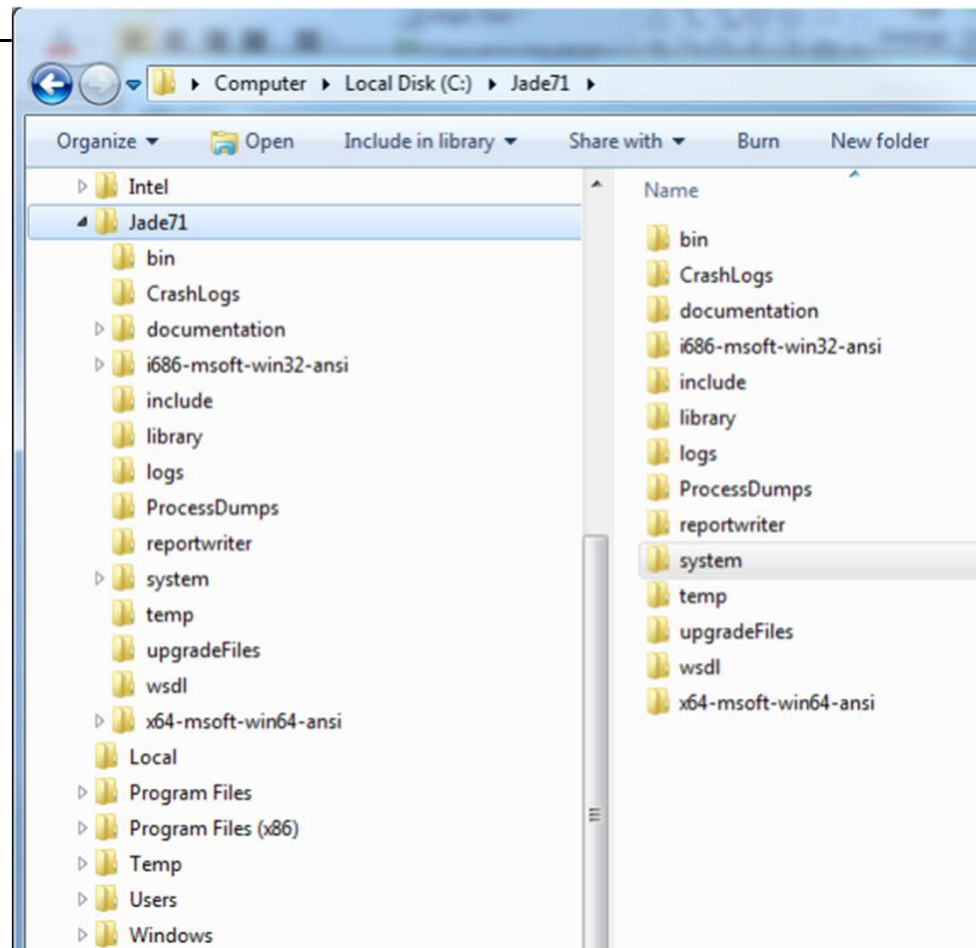 Computer Local Disk (C:) Jade71
Organize Open Include in library Share with Burn New folder
Intel
Jade71
bin
CrashLogs
documentation
i686-msoft-win32-ansi
include
library
logs
ProcessDumps
reportwriter
system
temp
upgradeFiles
wsdl
x64-msoft-win64-ansi
Local
Program Files
Program Files (x86)
Temp
Users
Windows
Name
bin
CrashLogs
documentation
i686-msoft-win32-ansi
include
library
logs
ProcessDumps
reportwriter
system
temp
upgradeFiles
wsdl
x64-msoft-win64-ansi